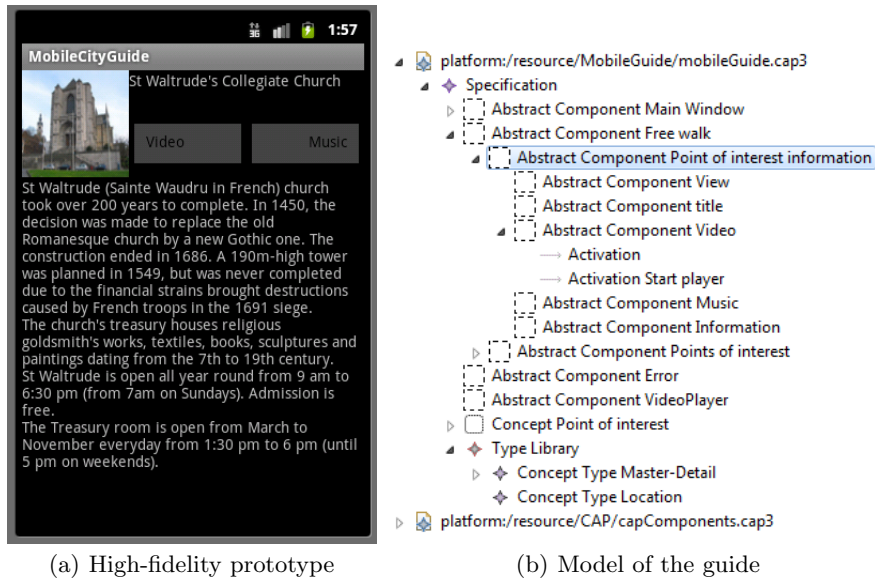 3G 1:57
MobileCityGuide
St Waltrude's Collegiate Church
Video Music
St Waltrude (Sainte Waudru in French) church
took over 200 years to complete. In 1450, the
decision was made to replace the old
Romanesque church by a new Gothic one. The
construction ended in 1686. A 190m-high tower
was planned in 1549, but was never completed
due to the financial strains brought destructions
caused by French troops in the 1691 siege.
The church's treasury houses religious
goldsmith's works, textiles, books, sculptures and
paintings dating from the 7th to 19th century.
St Waltrude is open all year round from 9 am to
6:30 pm (from 7am on Sundays). Admission is
free.
The Treasury room is open from March to
November everyday from 1:30 pm to 6 pm (until
5 pm on weekends).
(a) High-fidelity prototype
platform:/resource/MobileGuide/mobileGuide.cap3
Specification
Abstract Component Main Window
Abstract Component Free walk
Abstract Component Point of interest information
Abstract Component View
Abstract Component title
Abstract Component Video
Activation
Activation Start player
Abstract Component Music
Abstract Component Information
Abstract Component Points of interest
Abstract Component Error
Abstract Component VideoPlayer
Concept Point of interest
Type Library
Concept Type Master-Detail
Concept Type Location
platform:/resource/CAP/capComponents.cap3
(b) Model of the guide